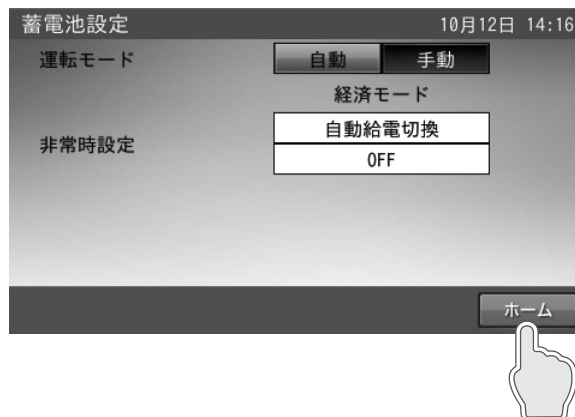 蓄電池設定 10月12日 14:16
運転モード 自動 手動
経済モード
非常時設定 自動給電切換
OFF
ホーム